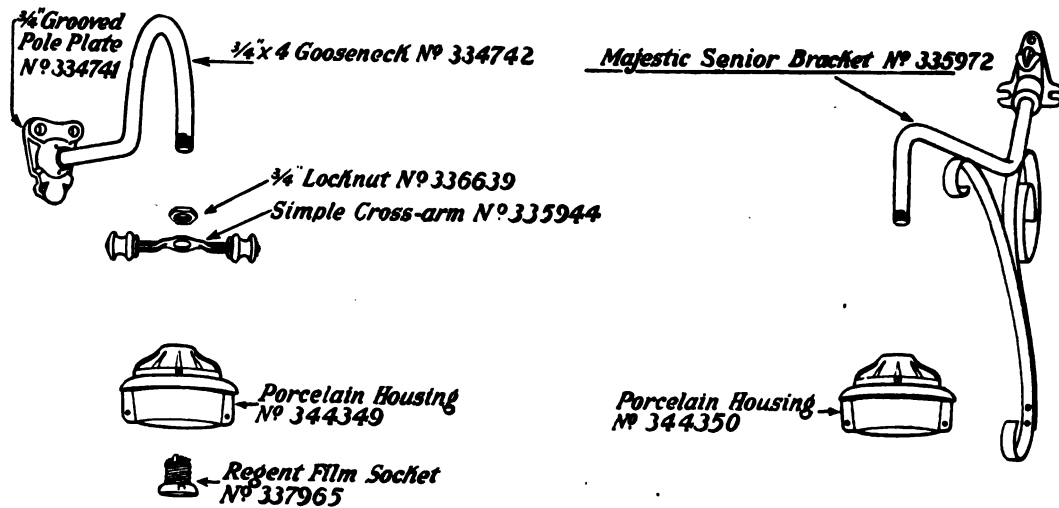 ¾" Grooved
Pole Plate
Nº 334741
¾" x 4 Gooseneck Nº 334742
Majestic Senior Bracket Nº 335972
¾" Locknut Nº 336639
Simple Cross-arm Nº 335944
Porcelain Housing
Nº 344349
Porcelain Housing
Nº 344350
Regent Film Socket
Nº 337965